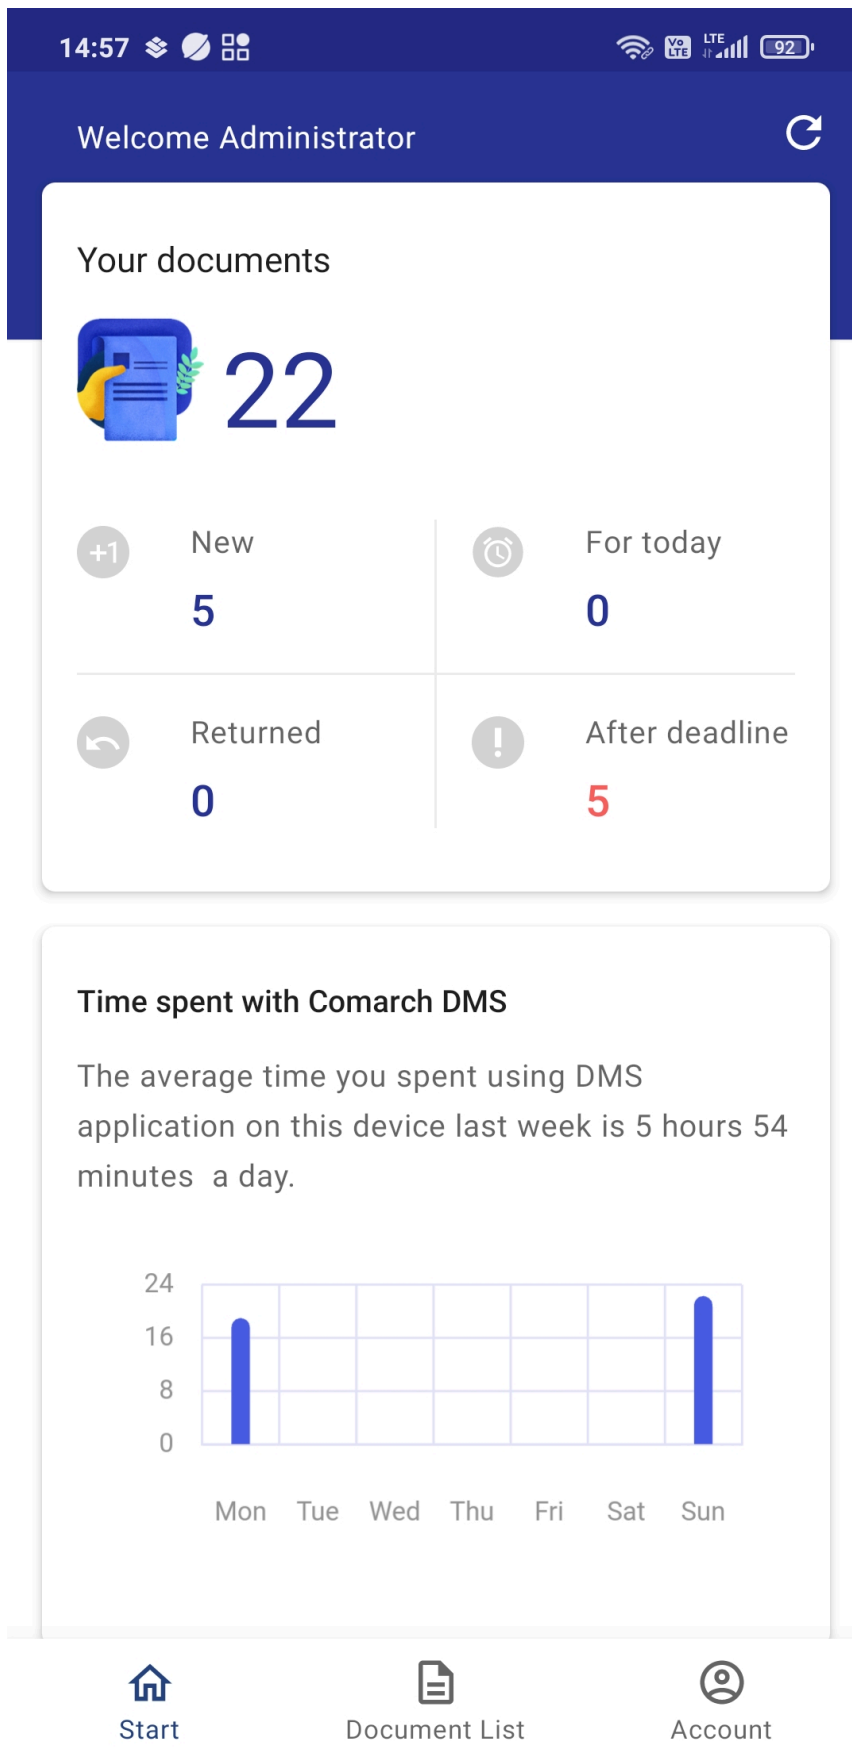 14:57 Vo LTE LTE 92
Welcome Administrator
Your documents
22
+1 New
5
For today
0
Returned
0
After deadline
5
Time spent with Comarch DMS
The average time you spent using DMS
application on this device last week is 5 hours 54
minutes  a day.
24
16
8
0
Mon Tue Wed Thu Fri Sat Sun
Start Document List Account